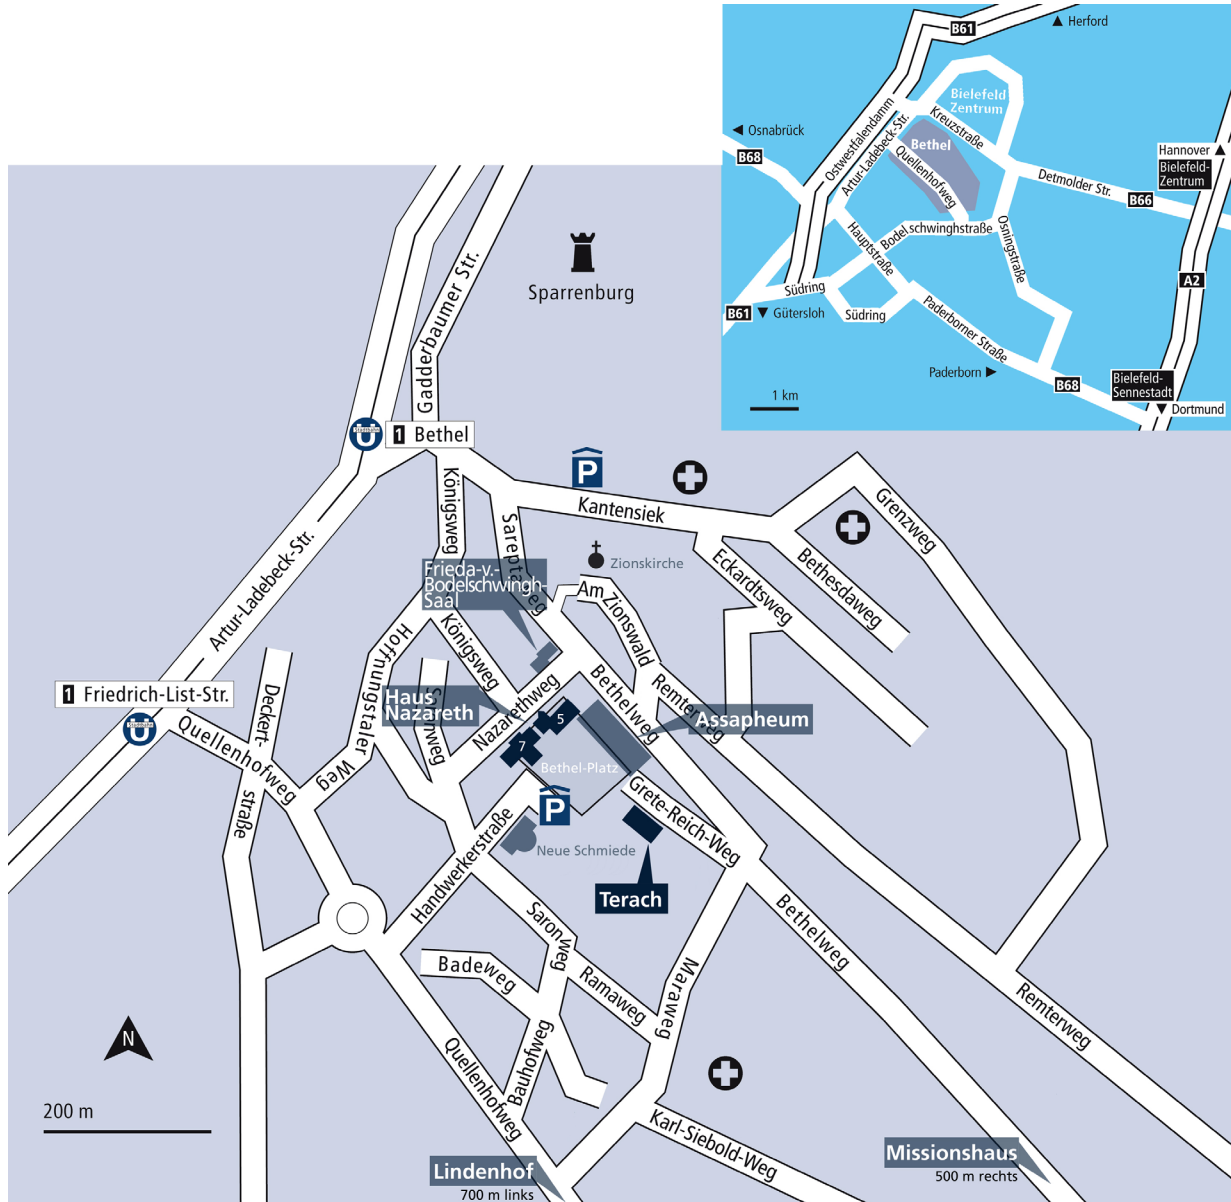 B61
Herford
Bielefeld
Zentrum
Osnabrück
B68
Ostwestfalendamm
Artur-Ladebeck-Str.
Kreuzstraße
Bethel
Quellenhofweg
Hannover
Bielefeld-
Zentrum
Detmolder Str.
B66
Hauptstraße
Bodelschwinghstraße
Osningstraße
A2
Südring
Südring
B61
Gütersloh
Paderborner Straße
Paderborn
B68
Bielefeld-
Sennestadt
Dortmund
1 km
Sparrenburg
Gadderbaumer Str.
1 Bethel
Königsweg
Kantensiek
P
Grenzweg
Sareptaweg
Zionskirche
Bethesdaweg
Eckardtsweg
Frieda-v.-
Bodelschwingh-
Saal
Am Zionswald
Artur-Ladebeck-Str.
Königsweg
Hoffnungstaler Weg
1 Friedrich-List-Str.
Deckert-
straße
Quellenhofweg
Haus
Nazareth
Saronweg
Nazarethweg
5
7
Bethelweg
Remterweg
Assapheum
Bethel-Platz
P
Grete-Reich-Weg
Neue Schmiede
Handwerkerstraße
Terach
Saronweg
Bethelweg
Badeweg
Ramaweg
Maraweg
Remterweg
N
Quellenhofweg
Bauhofweg
200 m
Karl-Siebold-Weg
Lindenhof
700 m links
Missionshaus
500 m rechts